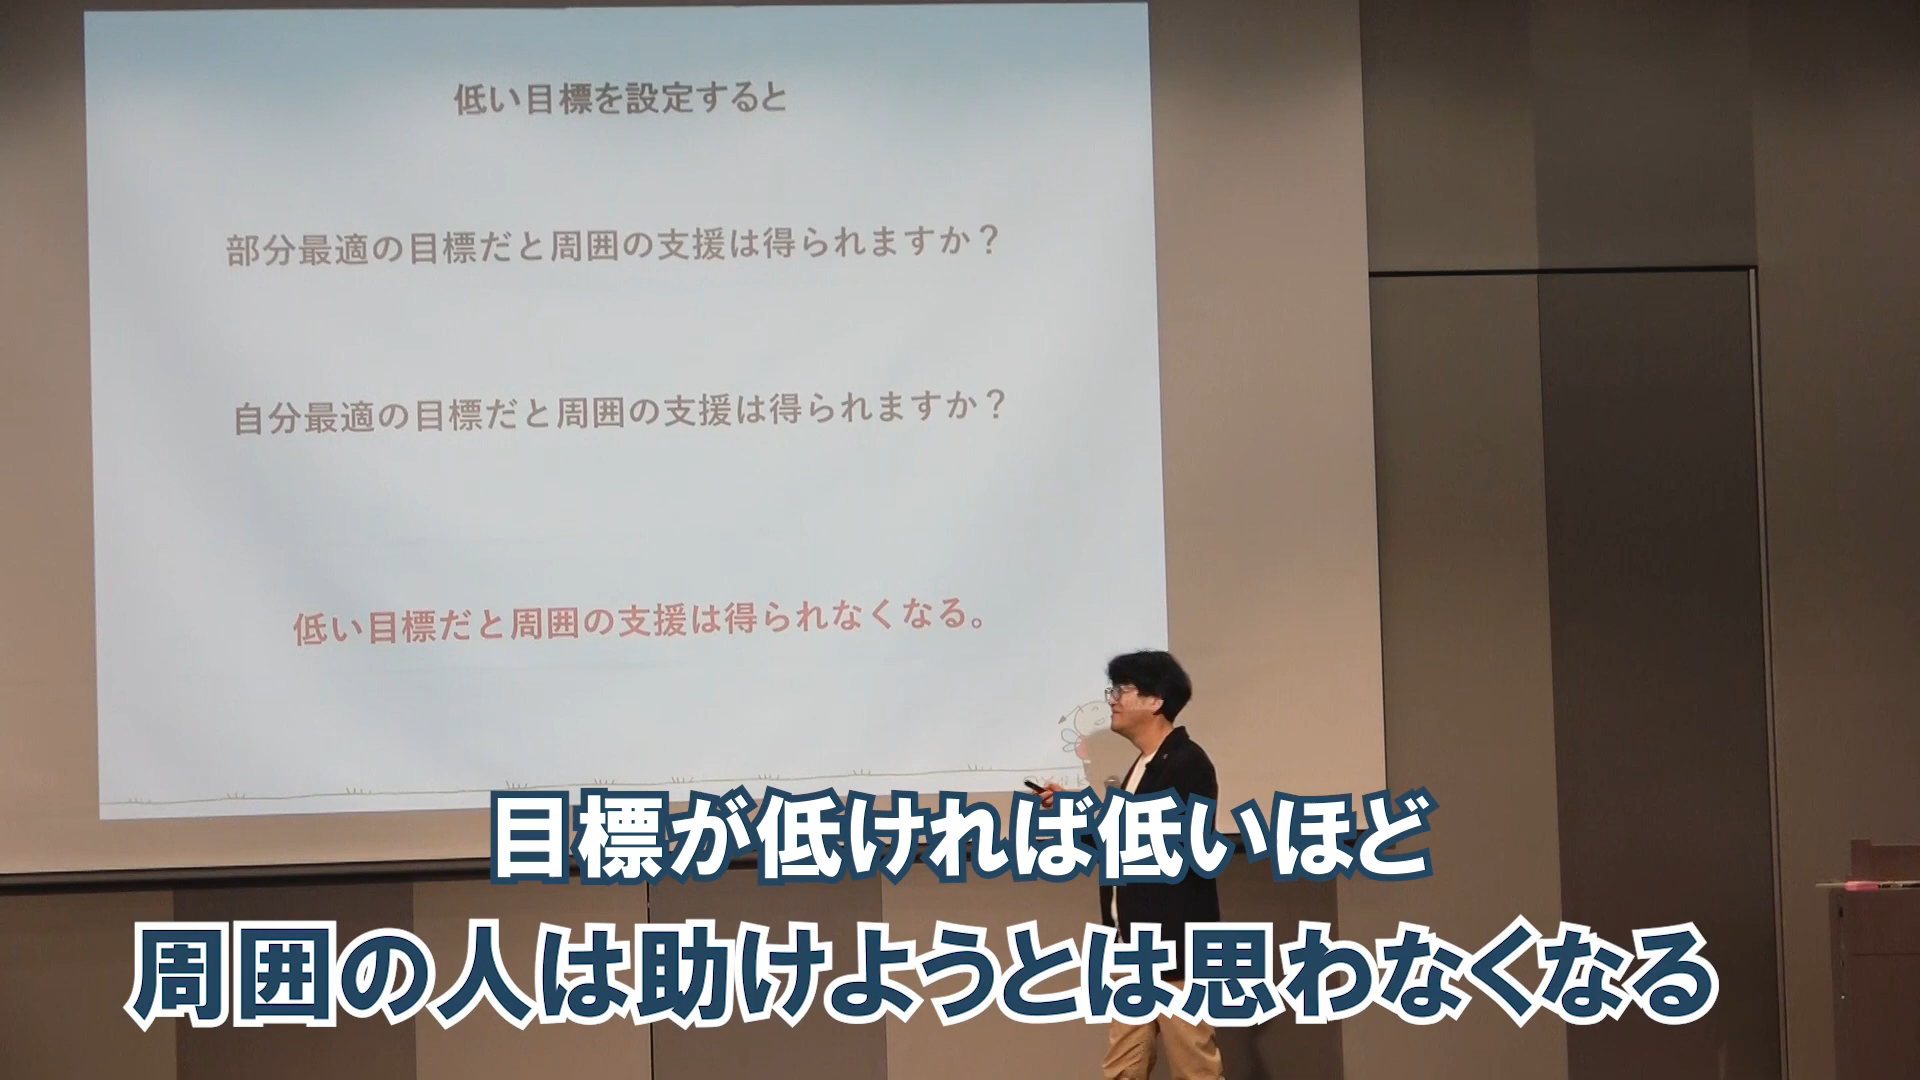 低い目標を設定すると
部分最適の目標だと周囲の支援は得られますか？
自分最適の目標だと周囲の支援は得られますか？
低い目標だと周囲の支援は得られなくなる。
目標が低ければ低いほど
周囲の人は助けようとは思わなくなる